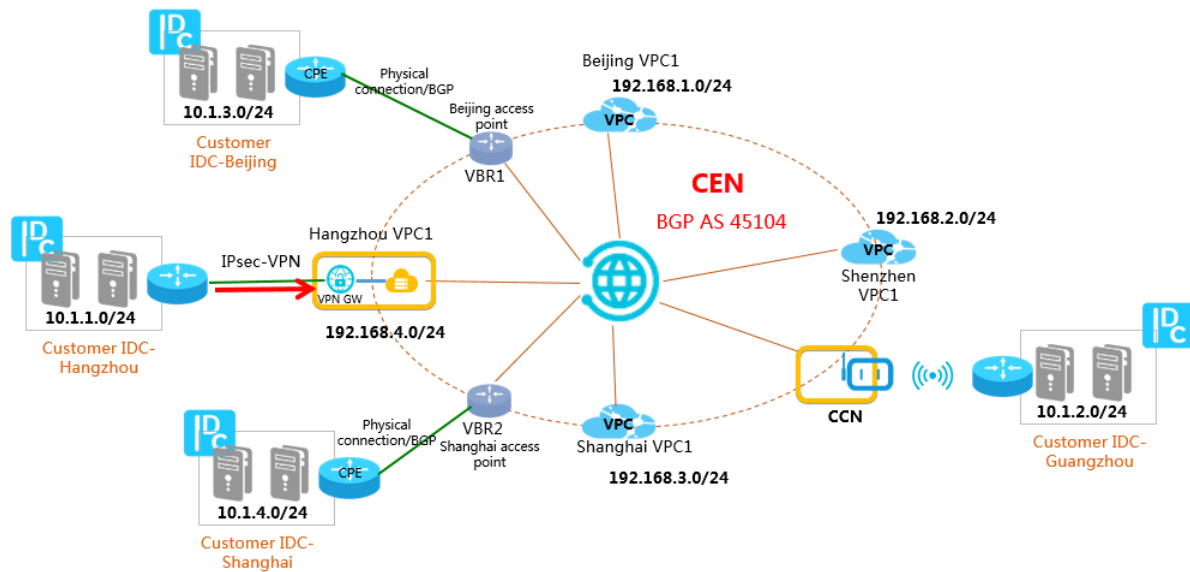 IDC
CPE
10.1.3.0/24
Customer
IDC-Beijing
Physical
connection/BGP
Beijing access
point
VBR1
Beijing VPC1
192.168.1.0/24
VPC
CEN
BGP AS 45104
192.168.2.0/24
VPC
Shenzhen
VPC1
IDC
10.1.1.0/24
Customer IDC-
Hangzhou
IPsec-VPN
Hangzhou VPC1
VPN GW
192.168.4.0/24
CCN
IDC
10.1.2.0/24
Customer IDC-
Guangzhou
IDC
CPE
10.1.4.0/24
Customer IDC-
Shanghai
Physical
connection/BGP
VBR2
Shanghai access
point
VPC
Shanghai VPC1
192.168.3.0/24